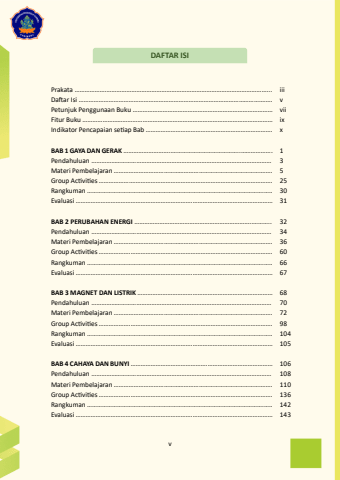 DAFTAR ISI
Prakata ........ iii
Daftar Isi ........ v
Petunjuk Penggunaan Buku ........ vii
Fitur Buku ........ ix
Indikator Pencapaian setiap Bab ........ x
BAB 1 GAYA DAN GERAK ........ 1
Pendahuluan ........ 3
Materi Pembelajaran ........ 5
Group Activities ........ 25
Rangkuman ........ 30
Evaluasi ........ 31
BAB 2 PERUBAHAN ENERGI ........ 32
Pendahuluan ........ 34
Materi Pembelajaran ........ 36
Group Activities ........ 60
Rangkuman ........ 66
Evaluasi ........ 67
BAB 3 MAGNET DAN LISTRIK ........ 68
Pendahuluan ........ 70
Materi Pembelajaran ........ 72
Group Activities ........ 98
Rangkuman ........ 104
Evaluasi ........ 105
BAB 4 CAHAYA DAN BUNYI ........ 106
Pendahuluan ........ 108
Materi Pembelajaran ........ 110
Group Activities ........ 136
Rangkuman ........ 142
Evaluasi ........ 143
v